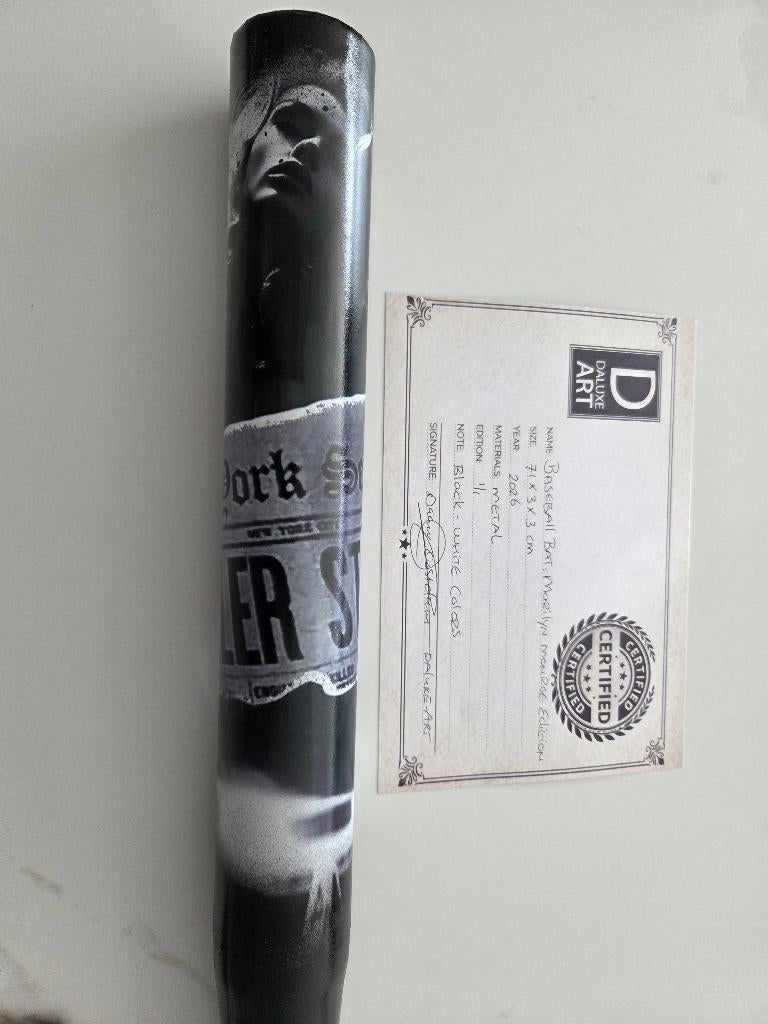 York
NEW YORK CIT
LER ST
D
DALUXE
ART
CERTIFIED
CERTIFIED
CERTIFIED
NAME: BASEBALL BAT: MARILYN MONROE EDITION
SIZE: 71 X 3 X 3 cm
YEAR: 2026
MATERIALS: METAL
EDITION: 1/1
NOTE: Black - WHITE COLORS
SIGNATURE: DALUXE ART